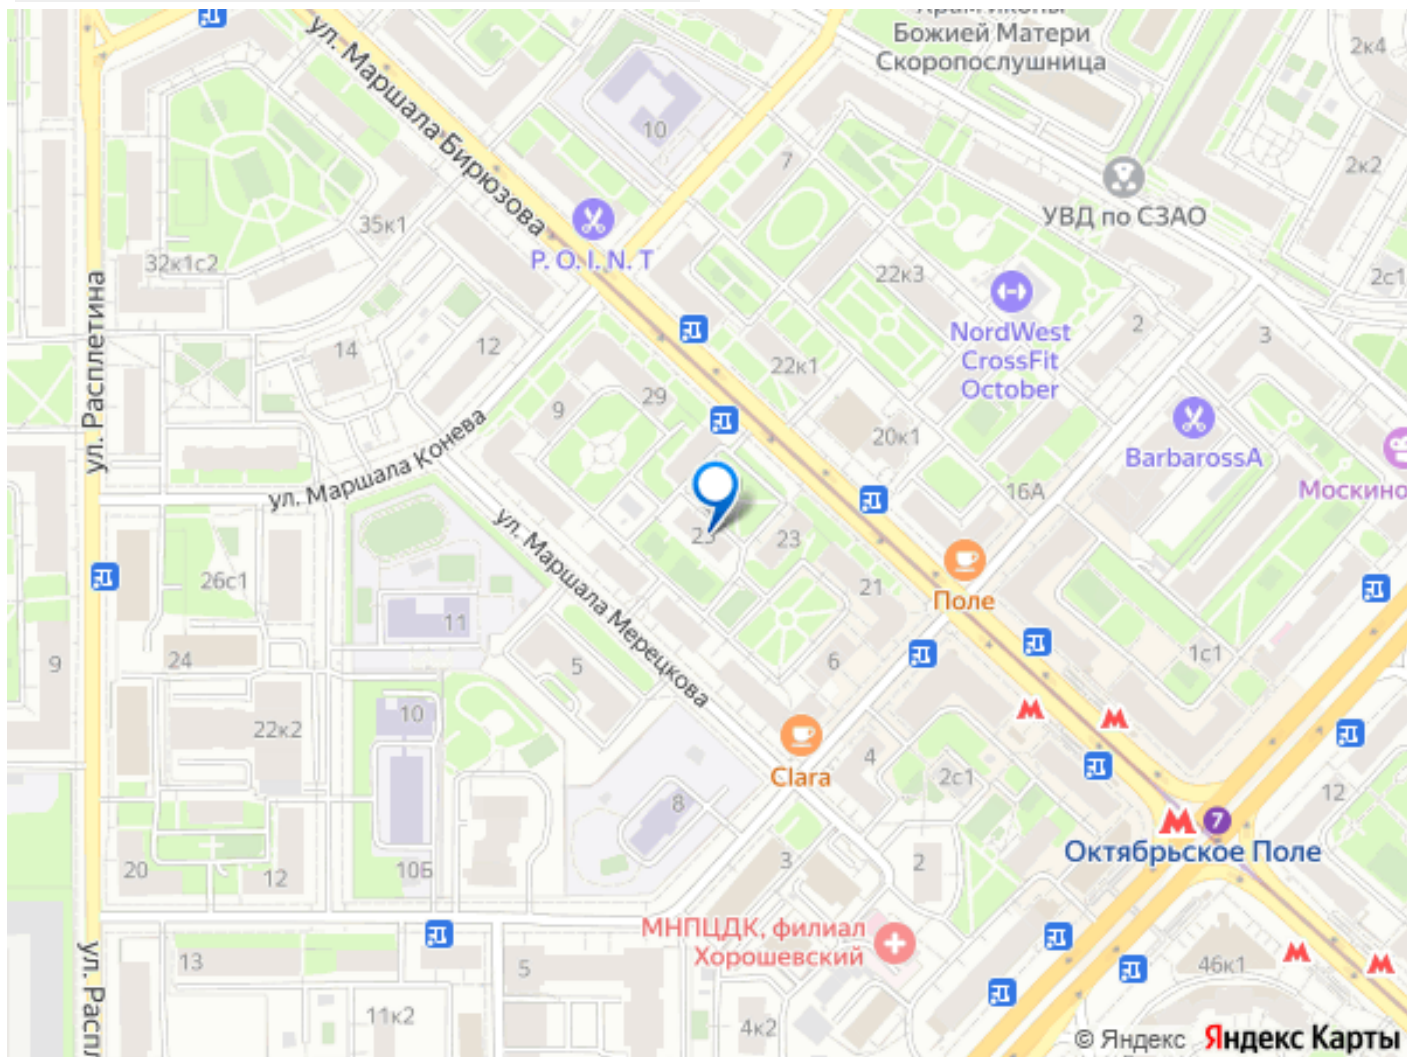 Божией Матери
Скоропослушница
2к4
ул. Маршала Бирюзова
10
7
2к2
УВД по СЗАО
35к1
32к1с2
P. O. I. N. T
22к3
2с1
ул. Расплетина
NordWest
CrossFit
October
2
3
14
12
22к1
29
9
20к1
BarbarossA
ул. Маршала Конева
16А
Москино
ул. Маршала Мерецкова
23
21
Поле
26с1
11
24
9
5
6
1с1
10
22к2
4
Clara
2с1
8
12
7
Октябрьское Поле
20
12
10Б
3
2
МНПЦДК, филиал
Хорошевский
ул. Распл
13
5
46к1
11к2
4к2
© Яндекс Яндекс Карты